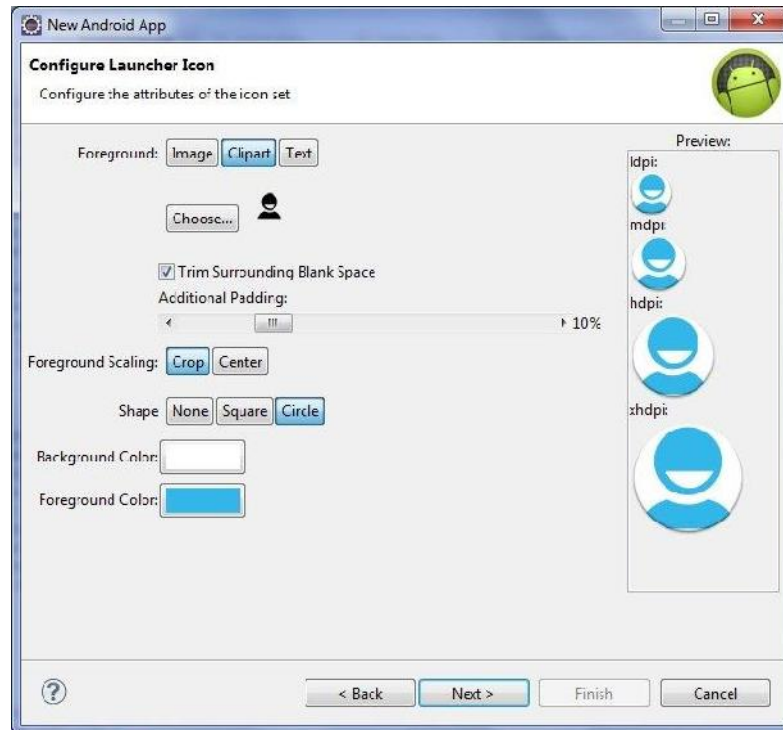 New Android App
Configure Launcher Icon
Configure the attributes of the icon set
Foreground: Image Clipart Text
Choose...
Trim Surrounding Blank Space
Additional Padding:
10%
Foreground Scaling: Crop Center
Shape None Square Circle
Background Color:
Foreground Color:
Preview:
ldpi:
mdpi:
hdpi:
xhdpi:
? < Back Next > Finish Cancel